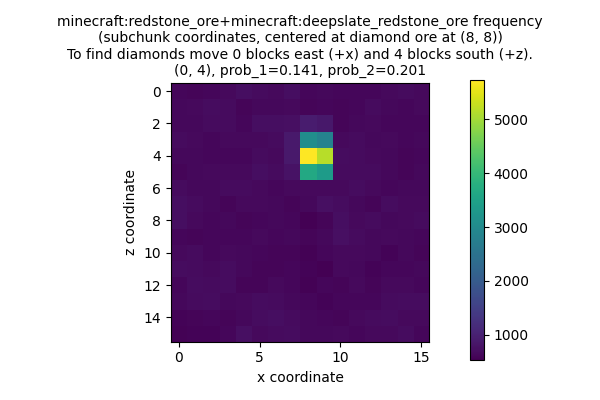 minecraft:redstone_ore+minecraft:deepslate_redstone_ore frequency
(subchunk coordinates, centered at diamond ore at (8, 8))
To find diamonds move 0 blocks east (+x) and 4 blocks south (+z).
(0, 4), prob_1=0.141, prob_2=0.201
0
2
4
6
8
10
12
14
z coordinate
0
5
10
15
x coordinate
5000
4000
3000
2000
1000